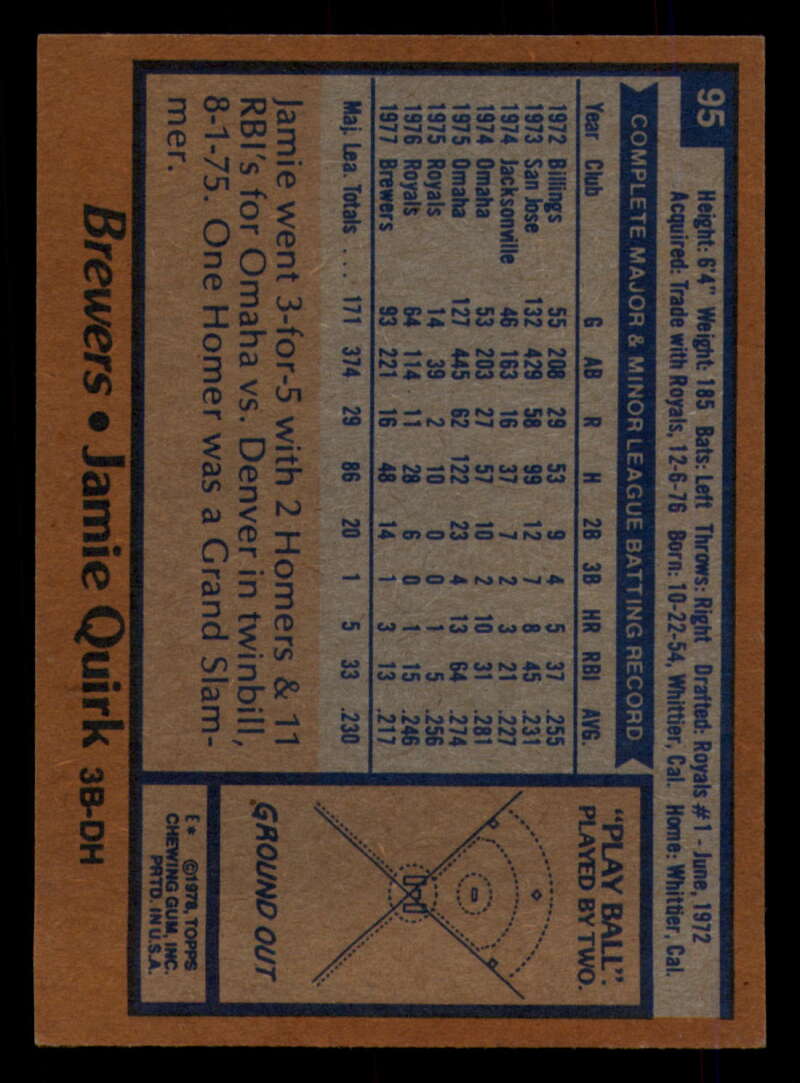 95
Height: 6'4" Weight: 185 Bats: Left Throws: Right Drafted: Royals #1 - June, 1972
Acquired: Trade with Royals, 12-6-76 Born: 10-22-54, Whittier, Cal. Home: Whittier, Cal.
COMPLETE MAJOR & MINOR LEAGUE BATTING RECORD
Year Club G AB R H 2B 3B HR RBI AVG.
1972 Billings 55 208 29 53 9 4 5 37 .255
1973 San Jose 132 429 58 99 12 7 8 45 .231
1974 Jacksonville 46 163 16 37 7 2 3 21 .227
1974 Omaha 53 203 27 57 10 2 10 31 .281
1975 Omaha 127 445 62 122 23 4 13 64 .274
1975 Royals 14 39 2 10 0 0 1 5 .256
1976 Royals 64 114 11 28 6 0 1 15 .246
1977 Brewers 93 221 16 48 14 1 3 13 .217
Maj. Lea. Totals .... 171 374 29 86 20 1 5 33 .230
Jamie went 3-for-5 with 2 Homers & 11
RBI's for Omaha vs. Denver in twinbill,
8-1-75. One Homer was a Grand Slam-
mer.
"PLAY BALL"
PLAYED BY TWO.
GROUND OUT
E* ©1978, TOPPS
CHEWING GUM, INC.
PRTD. IN U.S.A.
Brewers • Jamie Quirk 3B-DH